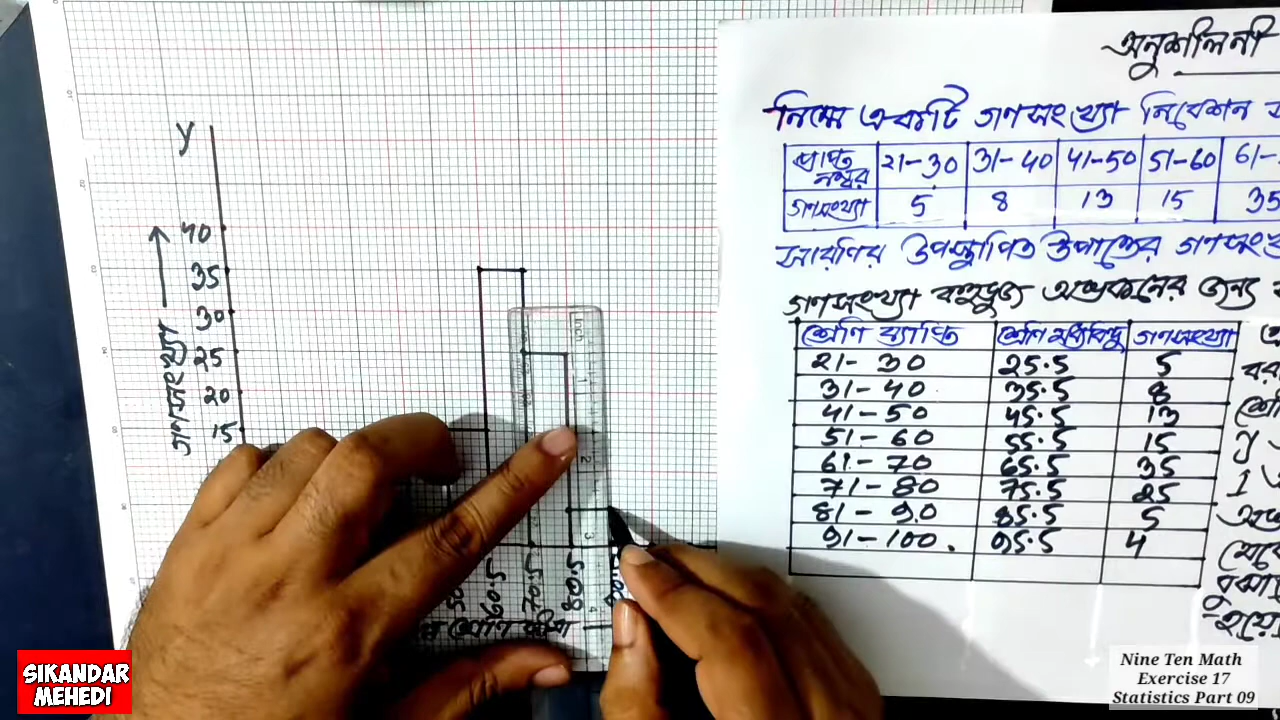 অনুশীলনী
নিম্নে একটি গণসংখ্যা নিবেশন
প্রাপ্ত নম্বর 21-30 31-40 41-50 51-60 61-
গণসংখ্যা 5 8 13 15 35
সারণির উপস্থাপিত উপাত্তের গণসংখ
গণসংখ্যা বহুভুজ অঙ্কনের জন্য
শ্রেণি ব্যাপ্তি শ্রেণি মধ্যবিন্দু গণসংখ্যা
21-30 25.5 5
31-40 35.5 8
41-50 45.5 13
51-60 55.5 15
61-70 65.5 35
71-80 75.5 25
81-90 85.5 5
91-100. 95.5 4
Y
40
35
30
25
20
15
গণসংখ্যা
60.5
70.5
80.5
শ্রেণি সীমা
Inch
1
2
3
SIKANDAR
MEHEDI
Nine Ten Math
Exercise 17
Statistics Part 09